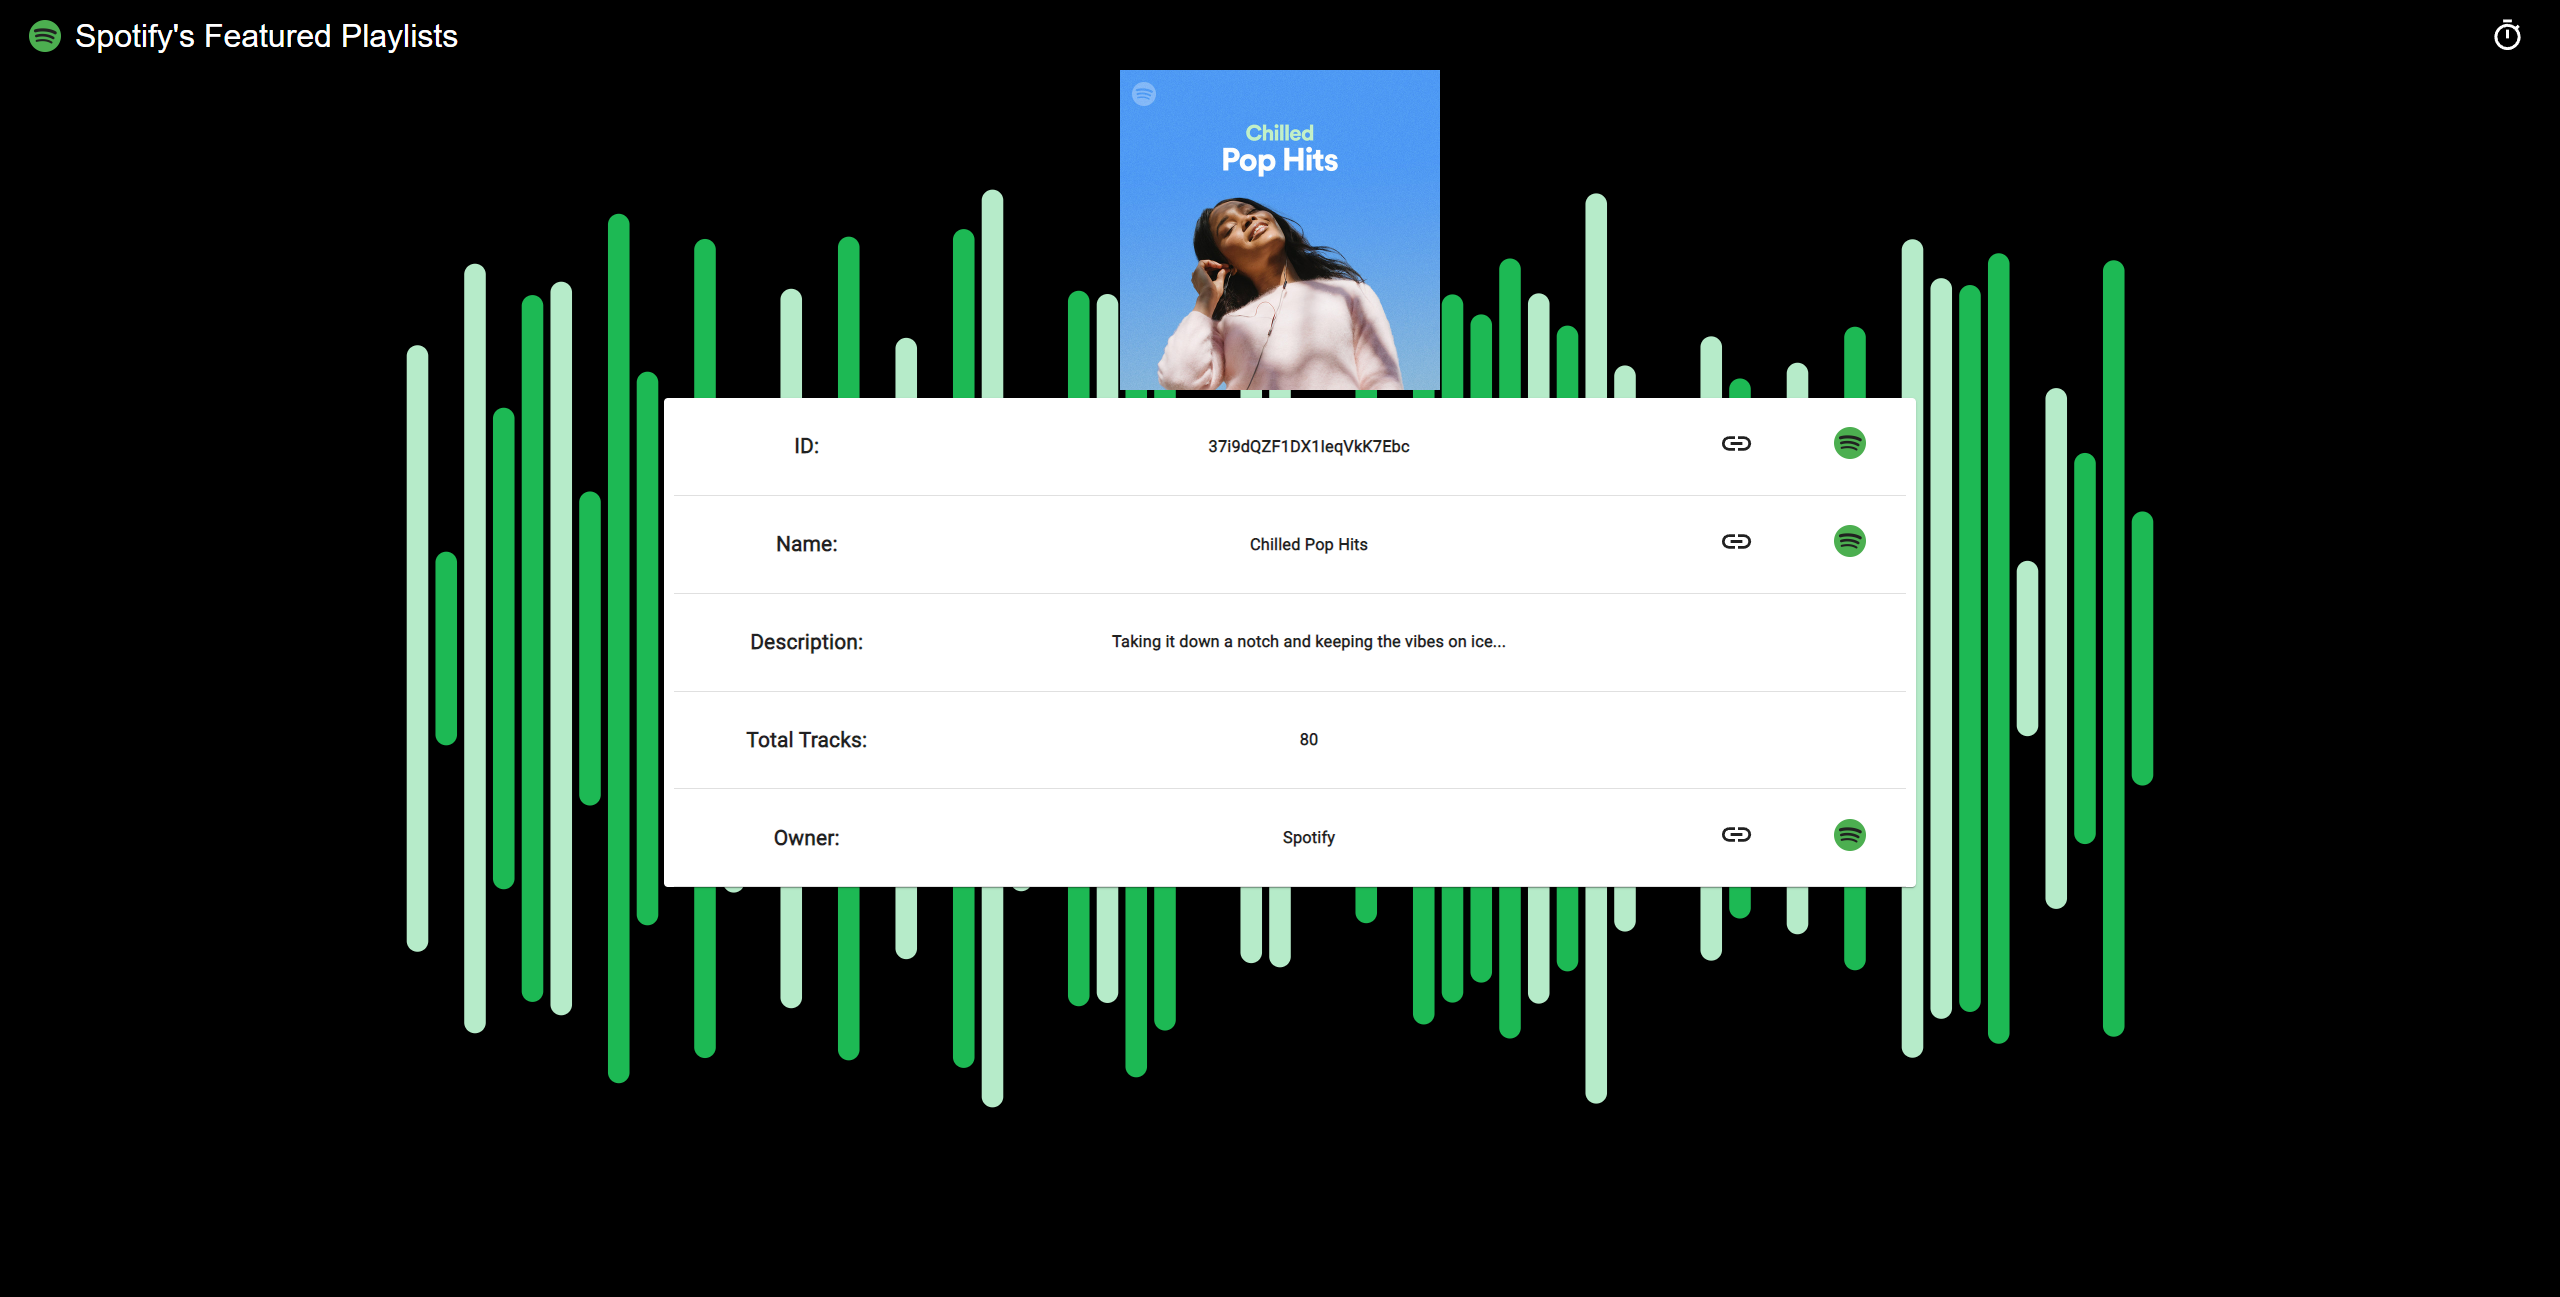 Spotify's Featured Playlists
Chilled
Pop Hits
ID: 37i9dQZF1DX1leqVkK7Ebc
Name: Chilled Pop Hits
Description: Taking it down a notch and keeping the vibes on ice...
Total Tracks: 80
Owner: Spotify